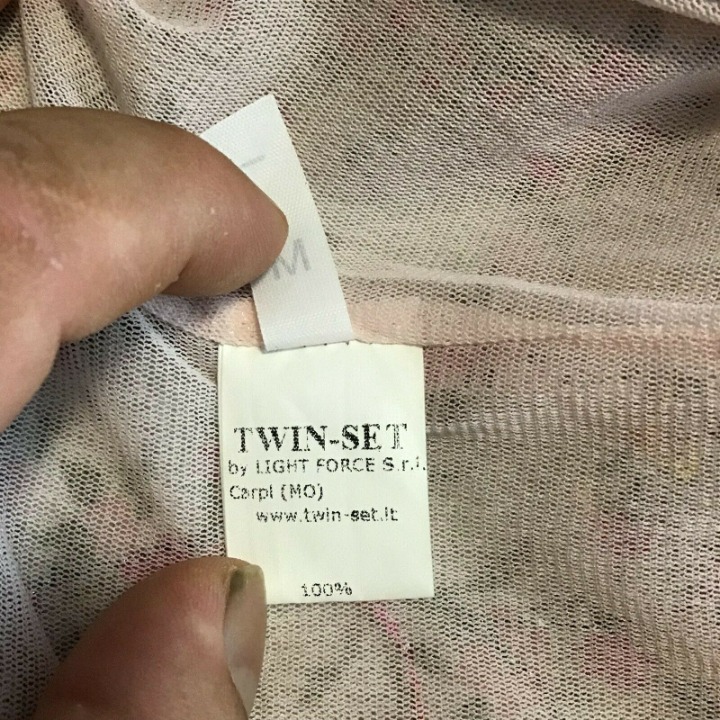 M
TWIN-SET
by LIGHT FORCE S.r.l.
Carpi (MO)
www.twin-set.it
100%